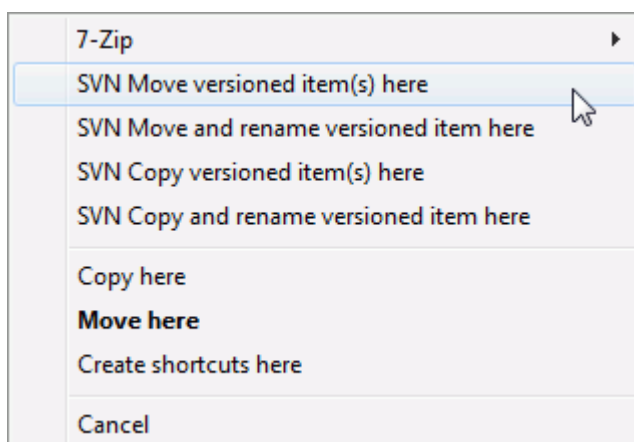 7-Zip
SVN Move versioned item(s) here
SVN Move and rename versioned item here
SVN Copy versioned item(s) here
SVN Copy and rename versioned item here
Copy here
Move here
Create shortcuts here
Cancel